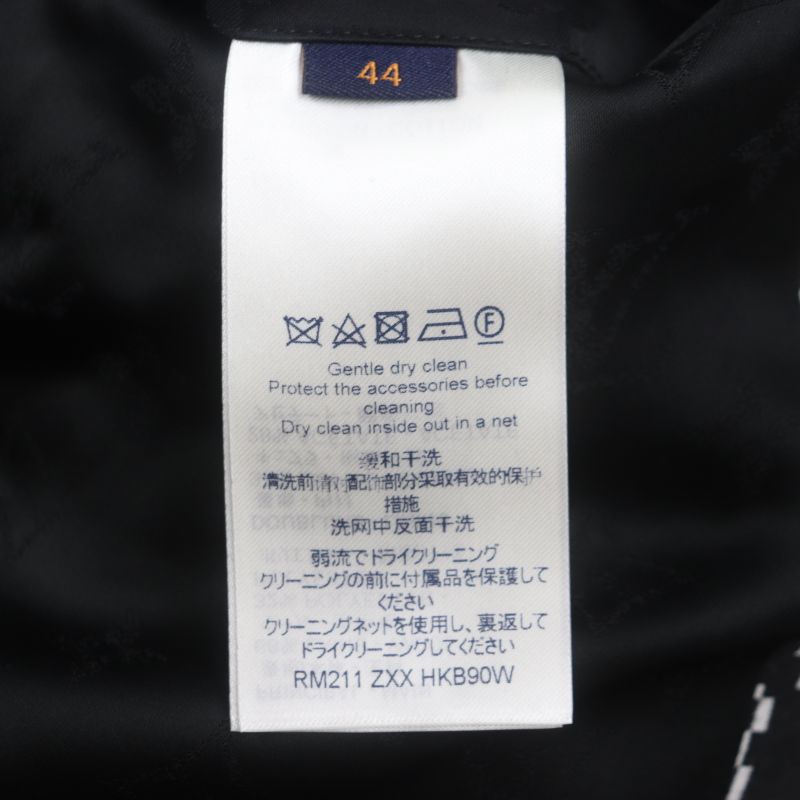 44
F
Gentle dry clean
Protect the accessories before
cleaning
Dry clean inside out in a net
缓和干洗
清洗前请对配饰部分采取有效的保护
措施
洗网中反面干洗
弱流でドライクリーニング
クリーニングの前に付属品を保護して
ください
クリーニングネットを使用し、裏返して
ドライクリーニングしてください
RM211 ZXX HKB90W